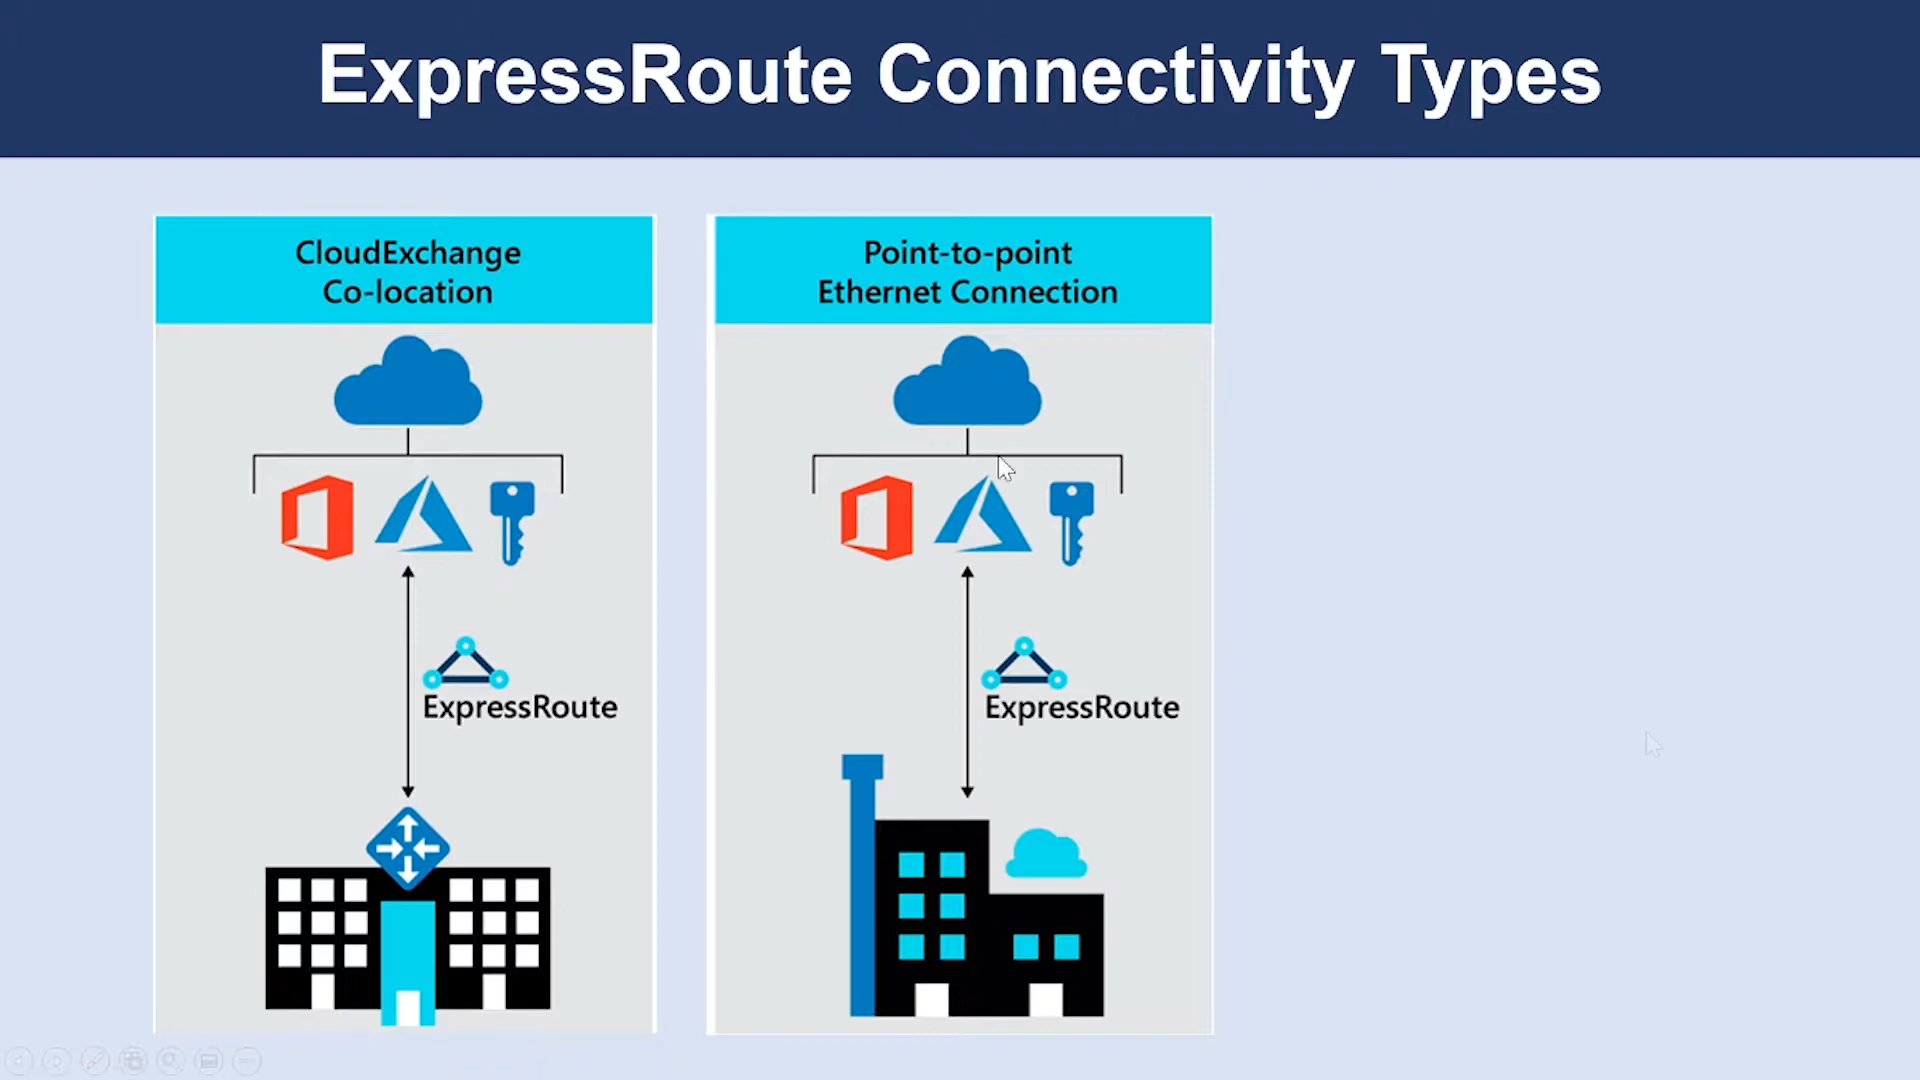 ExpressRoute Connectivity Types
CloudExchange
Co-location
ExpressRoute
Point-to-point
Ethernet Connection
ExpressRoute